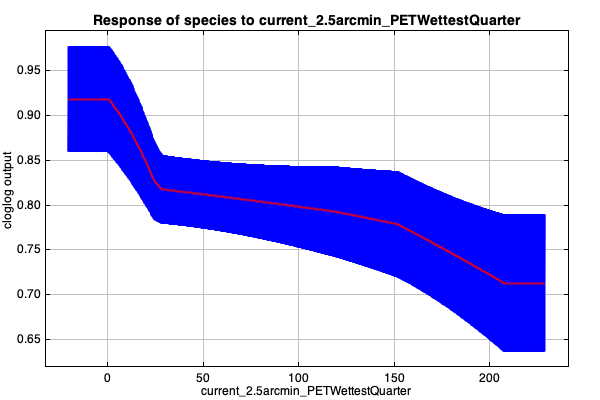 Response of species to current_2.5arcmin_PETWettestQuarter
cloglog output
0.95
0.90
0.85
0.80
0.75
0.70
0.65
0 50 100 150 200
current_2.5arcmin_PETWettestQuarter